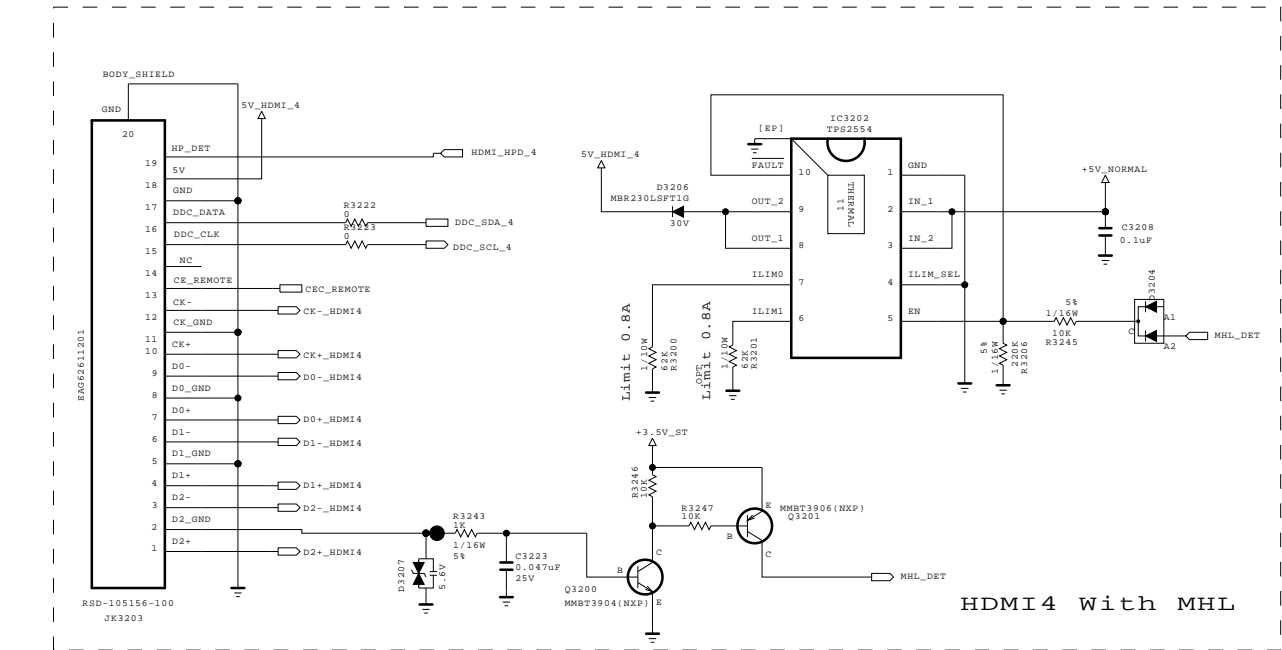 BODY_SHIELD
GND
20
5V_HDMI_4
HP_DET
19
HDMI_HPD_4
5V
18
GND
17
DDC_DATA
16
R3222
0
DDC_SDA_4
DDC_CLK
15
R3223
0
DDC_SCL_4
NC
14
CE_REMOTE
13
CEC_REMOTE
CK-
12
CK-_HDMI4
CK_GND
11
CK+
10
CK+_HDMI4
D0-
9
D0-_HDMI4
D0_GND
8
D0+
7
D0+_HDMI4
D1-
6
D1-_HDMI4
D1_GND
5
D1+
4
D1+_HDMI4
D2-
3
D2-_HDMI4
D2_GND
2
D2+
1
D2+_HDMI4
EAG62611201
RSD-105156-100
JK3203
IC3202
TPS2554
[EP]
THERMAL
11
FAULT
10
OUT_2
9
OUT_1
8
ILIM0
7
ILIM1
6
GND
1
IN_1
2
IN_2
3
ILIM_SEL
4
EN
5
5V_HDMI_4
D3206
MBR230LSFT1G
30V
Limit 0.8A
1/10W
62K
R3200
Limit 0.8A
OPT
1/10W
62K
R3201
+5V_NORMAL
C3208
0.1uF
5%
1/16W
10K
R3245
5%
1/16W
220K
R3206
D3204
A1
C
A2
MHL_DET
+3.5V_ST
R3246
10K
R3247
10K
E
B
C
MMBT3906(NXP)
Q3201
MHL_DET
R3243
1K
1/16W
5%
D3207
5.6V
C3223
0.047uF
25V
B
C
E
Q3200
MMBT3904(NXP)
HDMI4 With MHL